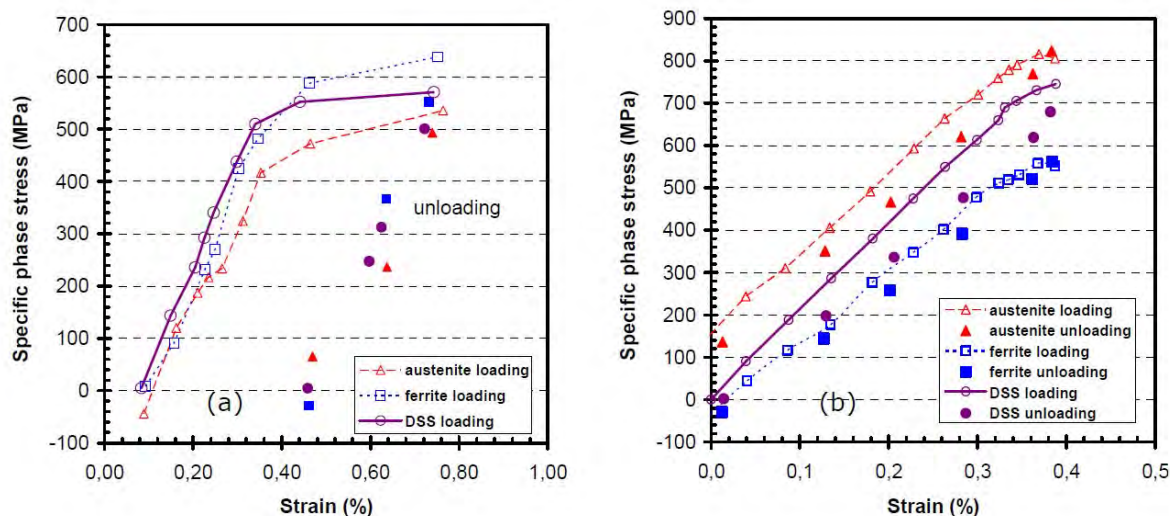 Specific phase stress (MPa)
700
600
500
400
300
200
100
0
-100
unloading
(a)
austenite loading
ferrite loading
DSS loading
0,00 0,20 0,40 0,60 0,80 1,00
Strain (%)
Specific phase stress (MPa)
900
800
700
600
500
400
300
200
100
0
-100
(b)
austenite loading
austenite unloading
ferrite loading
ferrite unloading
DSS loading
DSS unloading
0,0 0,1 0,2 0,3 0,4 0,5
Strain (%)